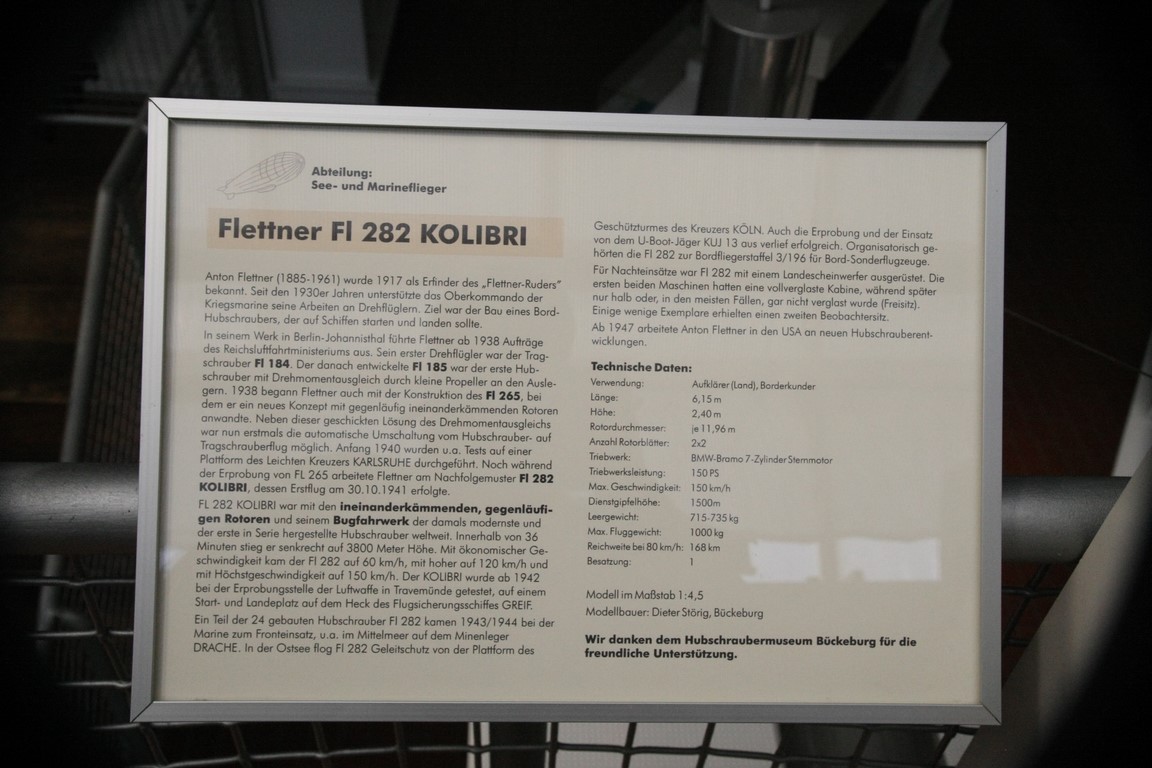 Abteilung:
See- und Marineflieger
Flettner Fl 282 KOLIBRI
Anton Flettner (1885-1961) wurde 1917 als Erfinder des „Flettner-Ruders"
bekannt. Seit den 1930er Jahren unterstützte das Oberkommando der
Kriegsmarine seine Arbeiten an Drehflüglern. Ziel war der Bau eines Bord-
Hubschraubers, der auf Schiffen starten und landen sollte.
In seinem Werk in Berlin-Johannisthal führte Flettner ab 1938 Aufträge
des Reichsluftfahrtministeriums aus. Sein erster Drehflügler war der Trag-
schrauber Fl 184. Der danach entwickelte Fl 185 war der erste Hub-
schrauber mit Drehmomentausgleich durch kleine Propeller an den Ausle-
gern. 1938 begann Flettner auch mit der Konstruktion des Fl 265, bei
dem er ein neues Konzept mit gegenläufig ineinanderkämmenden Rotoren
anwandte. Neben dieser geschickten Lösung des Drehmomentausgleichs
war nun erstmals die automatische Umschaltung vom Hubschrauber- auf
Tragschrauberflug möglich. Anfang 1940 wurden u.a. Tests auf einer
Plattform des Leichten Kreuzers KARLSRUHE durchgeführt. Noch während
der Erprobung von FL 265 arbeitete Flettner am Nachfolgemuster Fl 282
KOLIBRI, dessen Erstflug am 30.10.1941 erfolgte.
FL 282 KOLIBRI war mit den ineinanderkämmenden, gegenläufi-
gen Rotoren und seinem Bugfahrwerk der damals modernste und
der erste in Serie hergestellte Hubschrauber weltweit. Innerhalb von 36
Minuten stieg er senkrecht auf 3800 Meter Höhe. Mit ökonomischer Ge-
schwindigkeit kam der Fl 282 auf 60 km/h, mit hoher auf 120 km/h und
mit Höchstgeschwindigkeit auf 150 km/h. Der KOLIBRI wurde ab 1942
bei der Erprobungsstelle der Luftwaffe in Travemünde getestet, auf einem
Start- und Landeplatz auf dem Heck des Flugsicherungsschiffes GREIF.
Ein Teil der 24 gebauten Hubschrauber Fl 282 kamen 1943/1944 bei der
Marine zum Fronteinsatz, u.a. im Mittelmeer auf dem Minenleger
DRACHE. In der Ostsee flog Fl 282 Geleitschutz von der Plattform des
Geschützturmes des Kreuzers KÖLN. Auch die Erprobung und der Einsatz
von dem U-Boot-Jäger KUJ 13 aus verlief erfolgreich. Organisatorisch ge-
hörten die Fl 282 zur Bordfliegerstaffel 3/196 für Bord-Sonderflugzeuge.
Für Nachteinsätze war Fl 282 mit einem Landescheinwerfer ausgerüstet. Die
ersten beiden Maschinen hatten eine vollverglaste Kabine, während später
nur halb oder, in den meisten Fällen, gar nicht verglast wurde (Freisitz).
Einige wenige Exemplare erhielten einen zweiten Beobachtersitz.
Ab 1947 arbeitete Anton Flettner in den USA an neuen Hubschrauberent-
wicklungen.
Technische Daten:
Verwendung: Aufklärer (Land), Borderkunder
Länge: 6,15 m
Höhe: 2,40 m
Rotordurchmesser: je 11,96 m
Anzahl Rotorblätter: 2x2
Triebwerk: BMW-Bramo 7-Zylinder Sternmotor
Triebwerksleistung: 150 PS
Max. Geschwindigkeit: 150 km/h
Dienstgipfelhöhe: 1500m
Leergewicht: 715-735 kg
Max. Fluggewicht: 1000 kg
Reichweite bei 80 km/h: 168 km
Besatzung: 1
Modell im Maßstab 1:4,5
Modellbauer: Dieter Störig, Bückeburg
Wir danken dem Hubschraubermuseum Bückeburg für die
freundliche Unterstützung.